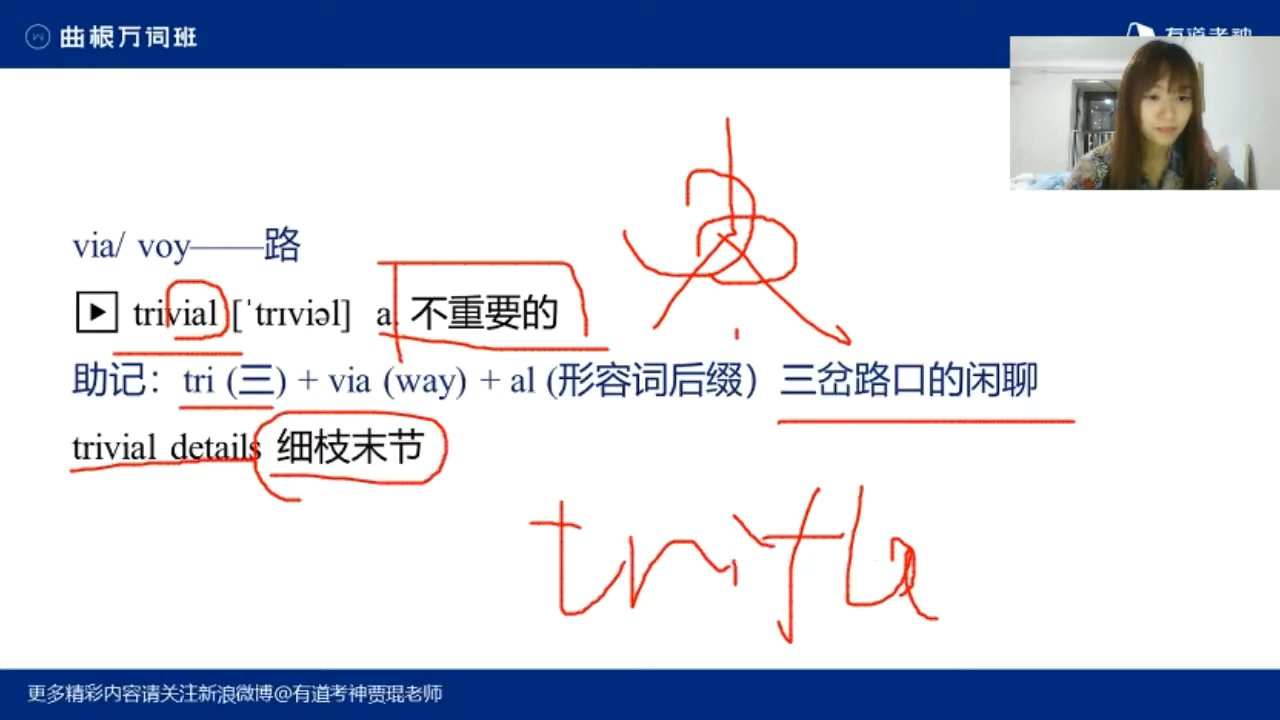 曲根万词班
有道考神
via/ voy——路
trivial [ˈtrɪviəl] a. 不重要的
助记：tri (三) + via (way) + al (形容词后缀） 三岔路口的闲聊
trivial details 细枝末节
trifle
更多精彩内容请关注新浪微博@有道考神贾琨老师